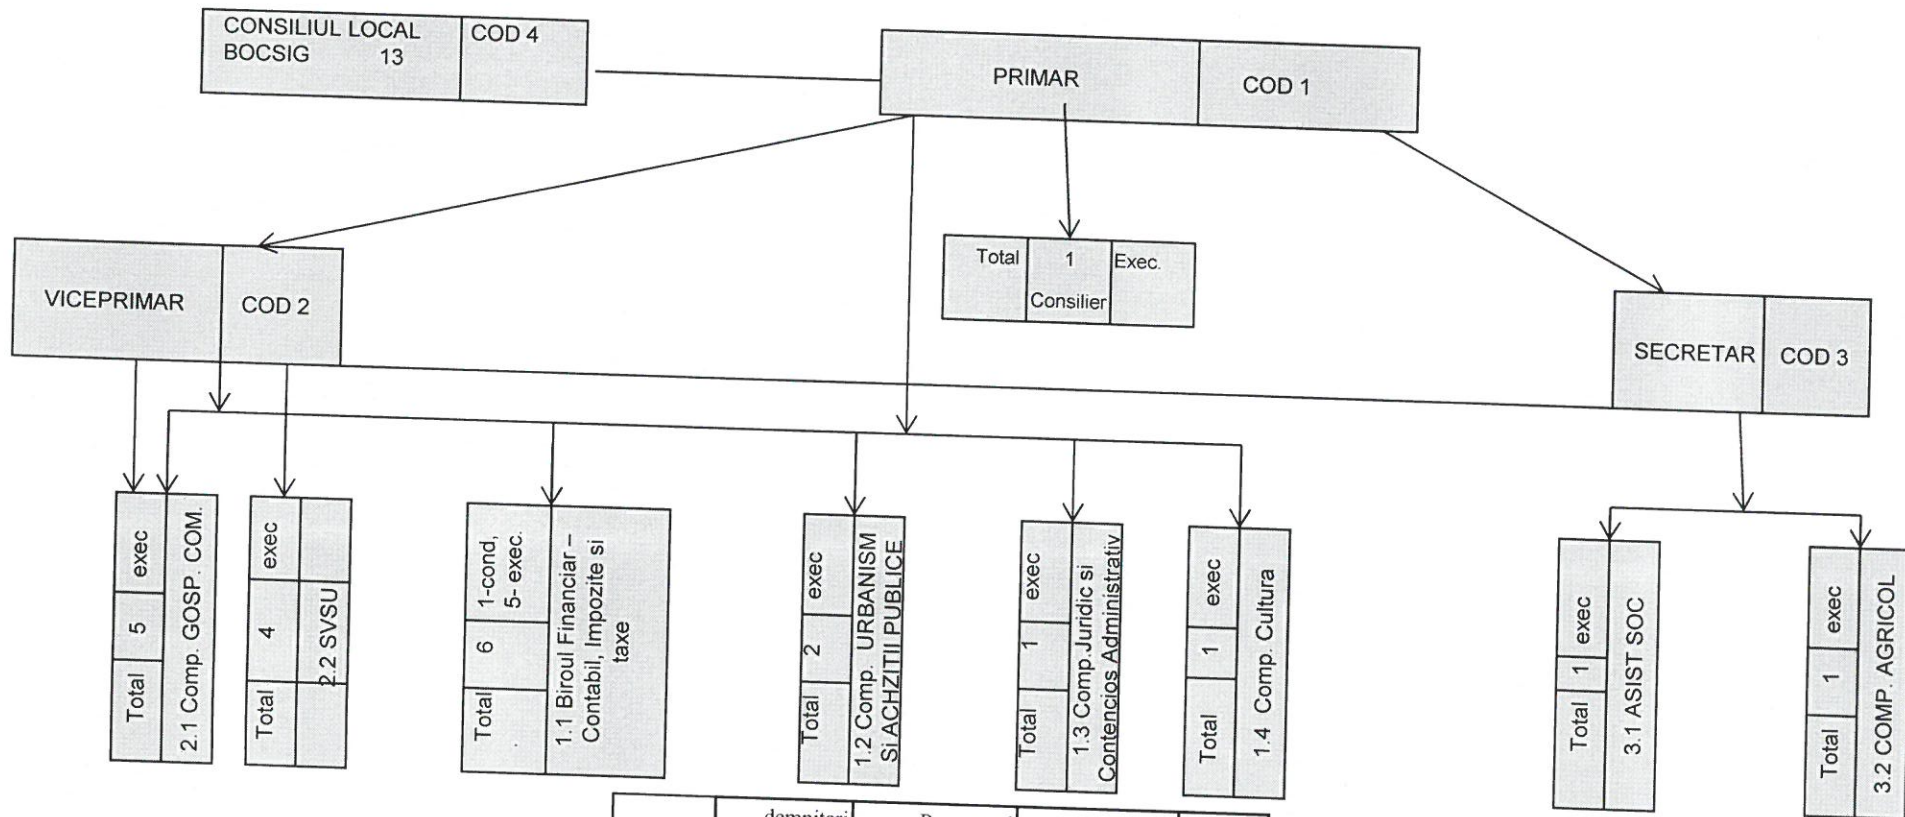 CONSILIUL LOCAL
BOCSIG 13
COD 4
PRIMAR
COD 1
VICEPRIMAR
COD 2
Total
1
Consilier
Exec.
SECRETAR
COD 3
Total
5
exec
2.1 Comp. GOSP. COM.
Total
4
exec
2.2 SVSU
Total
6
1-cond,
5- exec.
1.1 Biroul Financiar –
Contabil, Impozite si
taxe
Total
2
exec
1.2 Comp. URBANISM
Si ACHZITII PUBLICE
Total
1
exec
1.3 Comp.Juridic si
Contencios Administrativ
Total
1
exec
1.4 Comp. Cultura
Total
1
exec
3.1 ASIST SOC
Total
1
exec
3.2 COMP. AGRICOL